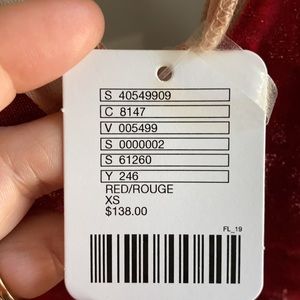 S 40549909
C 8147
V 005499
S 0000002
S 61260
Y 246
RED/ROUGE
XS
$138.00
FL_19